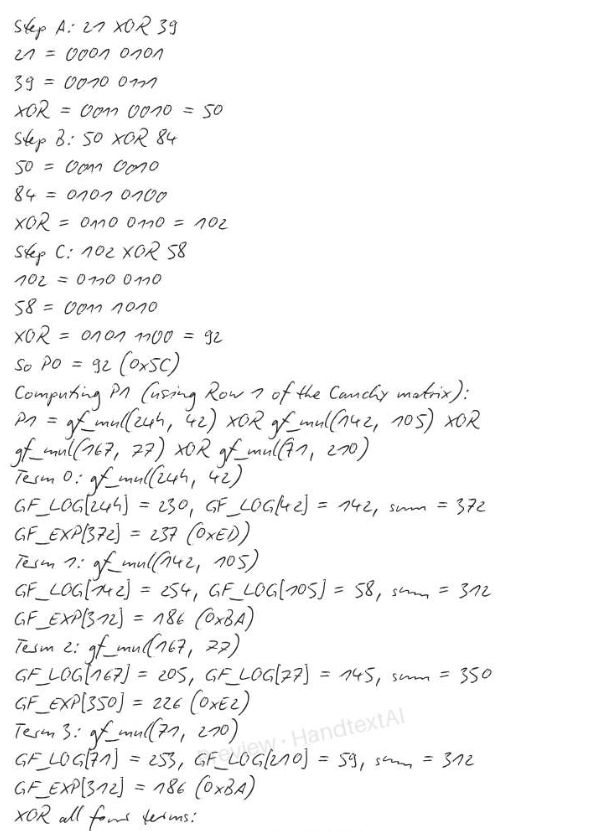 Step A: 21 XOR 39
21 = 0001 0101
39 = 0010 0111
XOR = 0011 0010 = 50
Step B: 50 XOR 84
50 = 0011 0010
84 = 0101 0100
XOR = 0110 0110 = 102
Step C: 102 XOR 58
102 = 0110 0110
58 = 0011 1010
XOR = 0101 1100 = 92
So P0 = 92 (0x5C)
Computing P1 (using Row 1 of the Cauchy matrix):
P1 = gf_mul(244, 42) XOR gf_mul(142, 105) XOR
gf_mul(167, 77) XOR gf_mul(71, 210)
Term 0: gf_mul(244, 42)
GF_LOG[244] = 230, GF_LOG[42] = 142, sum = 372
GF_EXP[372] = 237 (0xED)
Term 1: gf_mul(142, 105)
GF_LOG[142] = 254, GF_LOG[105] = 58, sum = 312
GF_EXP[312] = 186 (0xBA)
Term 2: gf_mul(167, 77)
GF_LOG[167] = 205, GF_LOG[77] = 145, sum = 350
GF_EXP[350] = 226 (0xE2)
Term 3: gf_mul(71, 210)
Preview · HandtextAI
GF_LOG[71] = 253, GF_LOG[210] = 59, sum = 312
GF_EXP[312] = 186 (0xBA)
XOR all four terms: